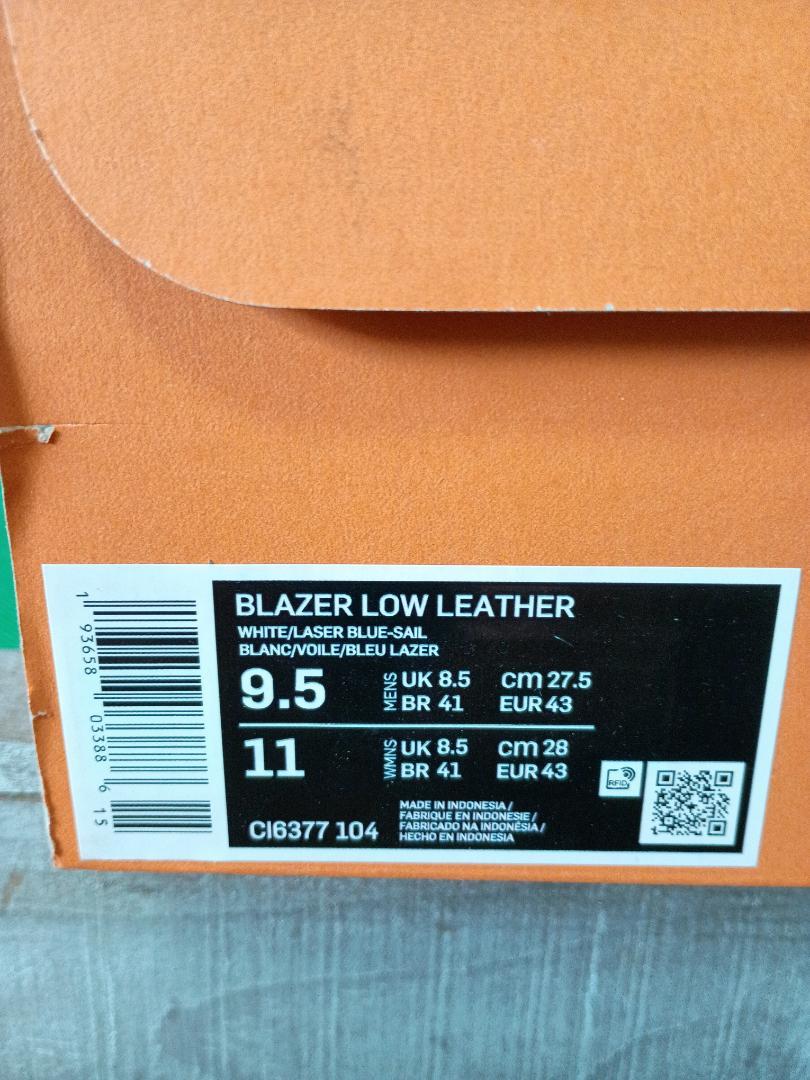 BLAZER LOW LEATHER
WHITE/LASER BLUE-SAIL
BLANC/VOILE/BLEU LAZER
9.5 MENS UK 8.5 cm 27.5
BR 41 EUR 43
11 WMNS UK 8.5 cm 28
BR 41 EUR 43
CI6377 104
MADE IN INDONESIA /
FABRIQUE EN INDONESIE /
FABRICADO NA INDONÉSIA /
HECHO EN INDONESIA
RFID
1 93658 03388 6 15